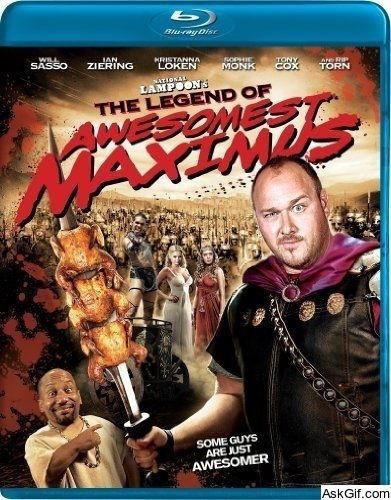 Blu-ray Disc
WILL SASSO
IAN ZIERING
KRISTANNA LOKEN
SOPHIE MONK
TONY COX
AND RIP TORN
NATIONAL LAMPOON's
THE LEGEND OF
AWESOMEST
MAXIMUS
SOME GUYS
ARE JUST
AWESOMER
AskGif.com